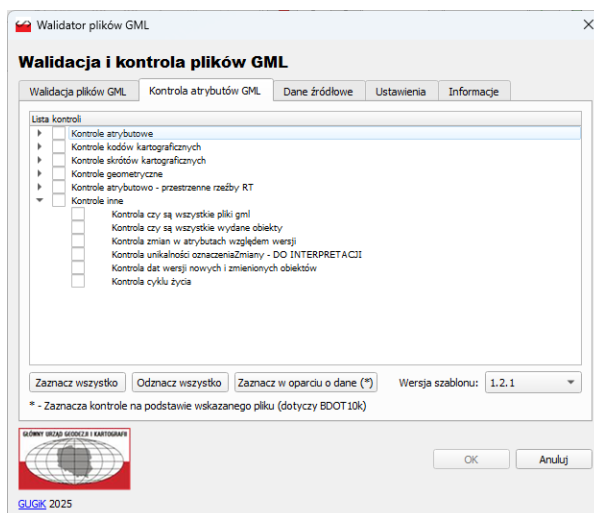 Walidator plików GML
Walidacja i kontrola plików GML
Walidacja plików GML Kontrola atrybutów GML Dane źródłowe Ustawienia Informacje
Lista kontroli
Kontrole atrybutowe
Kontrole kodów kartograficznych
Kontrole skrótów kartograficznych
Kontrole geometryczne
Kontrole atrybutowo - przestrzenne rzeźby RT
Kontrole inne
Kontrola czy są wszystkie pliki gml
Kontrola czy są wszystkie wydane obiekty
Kontrola zmian w atrybutach względem wersji
Kontrola unikalności oznaczeniaZmiany - DO INTERPRETACJI
Kontrola dat wersji nowych i zmienionych obiektów
Kontrola cyklu życia
Zaznacz wszystko Odznacz wszystko Zaznacz w oparciu o dane (*) Wersja szablonu: 1.2.1
* - Zaznacza kontrole na podstawie wskazanego pliku (dotyczy BDOT10k)
GŁÓWNY URZĄD GEODEZJI I KARTOGRAFII
OK Anuluj
GUGiK 2025